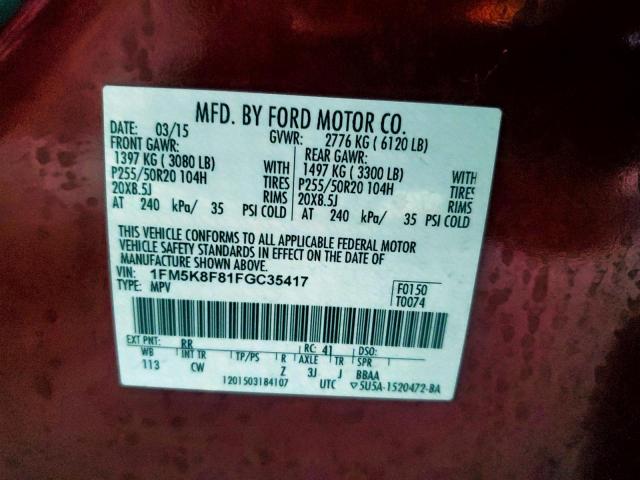 MFD. BY FORD MOTOR CO.
DATE: 03/15 GVWR: 2776 KG ( 6120 LB)
FRONT GAWR: REAR GAWR:
1397 KG ( 3080 LB) WITH 1497 KG ( 3300 LB) WITH
P255/50R20 104H TIRES P255/50R20 104H TIRES
20X8.5J RIMS 20X8.5J RIMS
AT 240 kPa/ 35 PSI COLD AT 240 kPa/ 35 PSI COLD
THIS VEHICLE CONFORMS TO ALL APPLICABLE FEDERAL MOTOR
VEHICLE SAFETY STANDARDS IN EFFECT ON THE DATE OF
MANUFACTURE SHOWN ABOVE.
VIN: 1FM5K8F81FGC35417 F0150
TYPE: MPV T0074
EXT PNT: RR RC: 41 DSO:
WB INT TR TP/PS R AXLE TR SPR
113 CW Z 3J J BBAA
1201503184107 UTC ▽5U5A-1520472-BA